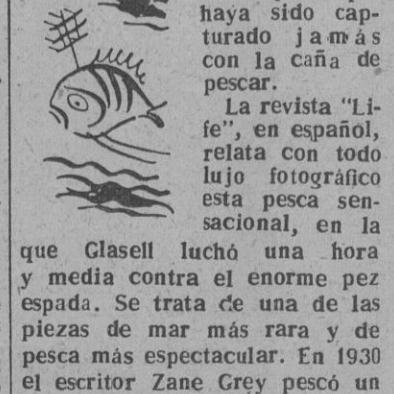 haya sido cap-
turado jamás
con la caña de
pescar.
La revista "Li-
fe", en español,
relata con todo
lujo fotográfico
esta pesca sen-
sacional, en la
que Glasell luchó una hora
y media contra el enorme pez
espada. Se trata de una de las
piezas de mar más rara y de
pesca más espectacular. En 1930
el escritor Zane Grey pescó un